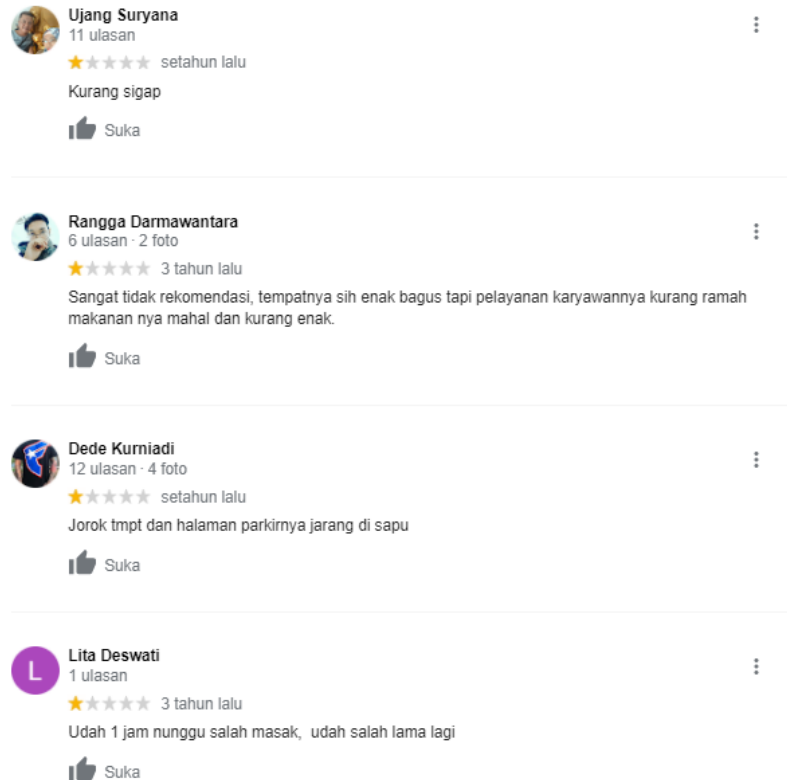 Ujang Suryana
11 ulasan
setahun lalu
Kurang sigap
Suka
Rangga Darmawantara
6 ulasan · 2 foto
3 tahun lalu
Sangat tidak rekomendasi, tempatnya sih enak bagus tapi pelayanan karyawannya kurang ramah
makanan nya mahal dan kurang enak.
Suka
Dede Kurniadi
12 ulasan · 4 foto
setahun lalu
Jorok tmpt dan halaman parkirnya jarang di sapu
Suka
L
Lita Deswati
1 ulasan
3 tahun lalu
Udah 1 jam nunggu salah masak,  udah salah lama lagi
Suka